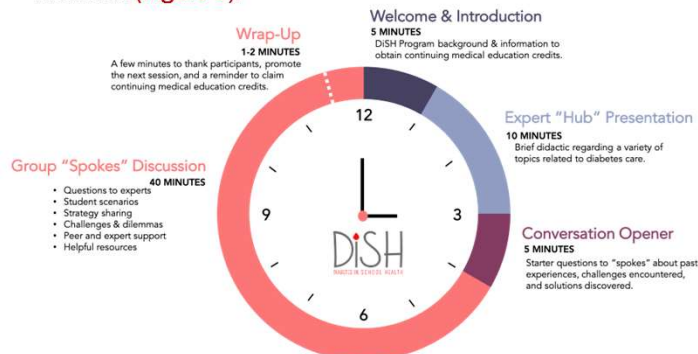 Welcome & Introduction
5 MINUTES
DiSH Program background & information to
obtain continuing medical education credits.
Wrap-Up
1-2 MINUTES
A few minutes to thank participants, promote
the next session, and a reminder to claim
continuing medical education credits.
Expert "Hub" Presentation
10 MINUTES
Brief didactic regarding a variety of
topics related to diabetes care.
Group "Spokes" Discussion
40 MINUTES
• Questions to experts
• Student scenarios
• Strategy sharing
• Challenges & dilemmas
• Peer and expert support
• Helpful resources
Conversation Opener
5 MINUTES
Starter questions to "spokes" about past
experiences, challenges encountered,
and solutions discovered.
12
9
3
DiSH
IN SCHOOL HEALTH
6